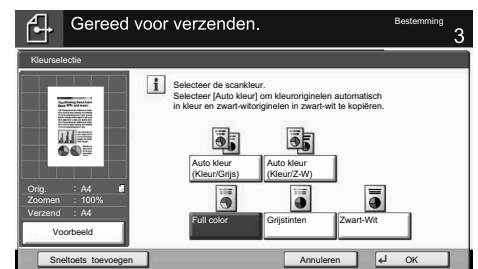 Gereed voor verzenden.
Bestemming
3
Kleurselectie
Selecteer de scankleur.
Selecteer [Auto kleur] om kleuroriginelen automatisch
in kleur en zwart-witoriginelen in zwart-wit te kopiëren.
Auto kleur
(Kleur/Grijs)
Auto kleur
(Kleur/Z-W)
Orig. : A4
Zoomen : 100%
Verzend : A4
Voorbeeld
Full color
Grijstinten
Zwart-Wit
Sneltoets toevoegen
Annuleren
OK